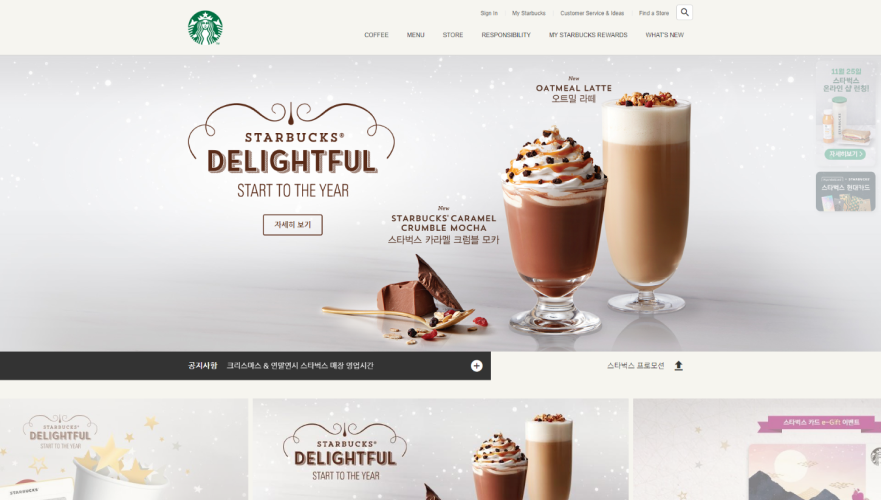 Sign In
My Starbucks
Customer Service & Ideas
Find a Store
COFFEE
MENU
STORE
RESPONSIBILITY
MY STARBUCKS REWARDS
WHAT'S NEW
STARBUCKS®
DELIGHTFUL
START TO THE YEAR
자세히 보기
New
OATMEAL LATTE
오트밀 라떼
New
STARBUCKS® CARAMEL
CRUMBLE MOCHA
스타벅스 카라멜 크럼블 모카
11월 25일
스타벅스
온라인 샵 런칭!
자세히보기 >
스타벅스 현대카드
공지사항
크리스마스 & 연말연시 스타벅스 매장 영업시간
스타벅스 프로모션
STARBUCKS®
DELIGHTFUL
START TO THE YEAR
STARBUCKS
STARBUCKS®
DELIGHTFUL
START TO THE YEAR
스타벅스 카드 e-Gift 이벤트